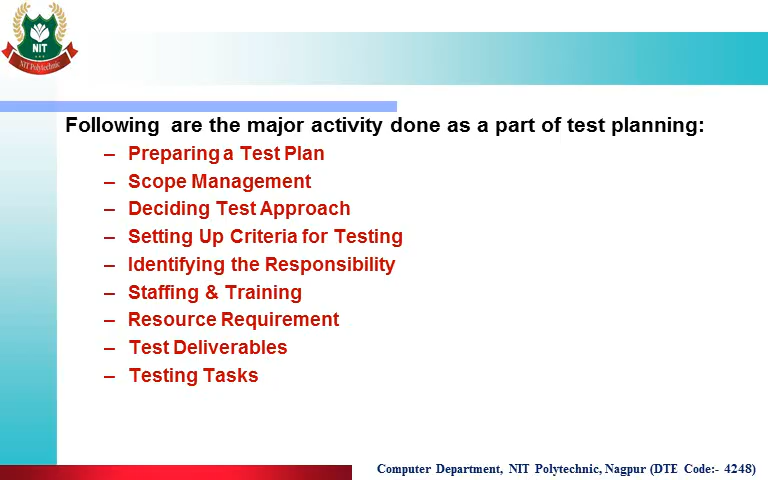 NIT
NIT Polytechnic
Following are the major activity done as a part of test planning:
– Preparing a Test Plan
– Scope Management
– Deciding Test Approach
– Setting Up Criteria for Testing
– Identifying the Responsibility
– Staffing & Training
– Resource Requirement
– Test Deliverables
– Testing Tasks
Computer Department, NIT Polytechnic, Nagpur (DTE Code:- 4248)